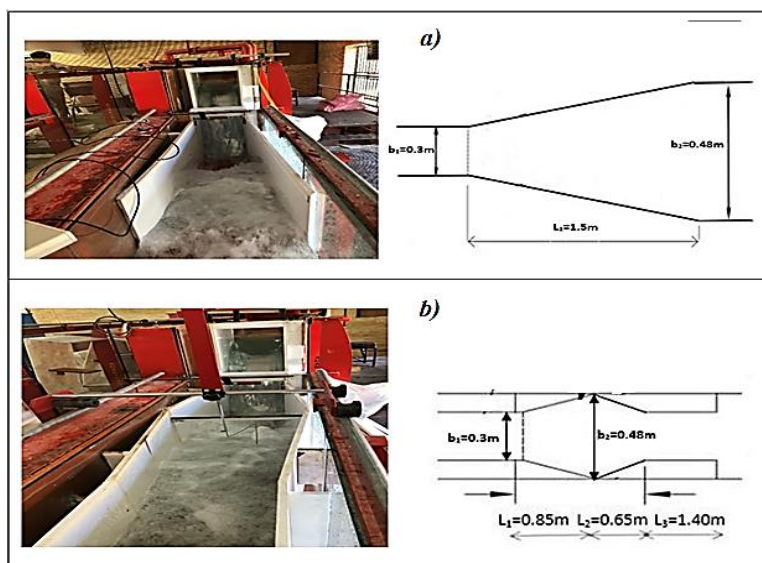 a)
b₁=0.3m
b₂=0.48m
L₁=1.5m
b)
b₁=0.3m
b₂=0.48m
L₁=0.85m L₂=0.65m L₃=1.40m